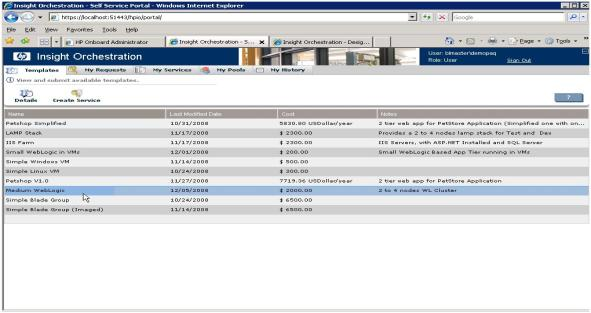 Insight Orchestration - Self Service Portal - Windows Internet Explorer
https://localhost:51443/hpio/portal/
Google
File Edit View Favorites Tools Help
HP Onboard Administrator
Insight Orchestration - S...
Insight Orchestration - Desig...
Page
Tools
Insight Orchestration
User: blmaster\demopaq
Role: User
Sign Out
Templates My Requests My Services My Pools My History
View and submit available templates.
Details Create Service ?
Name Last Modified Date Cost Notes
Petshop Simplified 10/31/2008 5830.80 USDollar/year 2 tier web app for PetStore Application (Simplified one with on...
LAMP Stack 11/17/2008 $ 2300.00 Provides a 2 to 4 nodes lamp stack for Test and Dev
IIS Farm 11/17/2008 $ 2300.00 IIS Servers, with ASP.NET Installed and SQL Server
Small WebLogic in VMs 12/01/2008 $ 200.00 Small WebLogic Based App Tier running in VMs
Simple Windows VM 11/14/2008 $ 500.00
Simple Linux VM 10/24/2008 $ 300.00
Petshop V1.0 11/27/2008 7719.36 USDollar/year 2 tier web app for PetStore Application
Medium WebLogic 12/05/2008 $ 2000.00 2 to 4 nodes WL Cluster
Simple Blade Group 10/24/2008 $ 6500.00
Simple Blade Group (Imaged) 11/14/2008 $ 6500.00